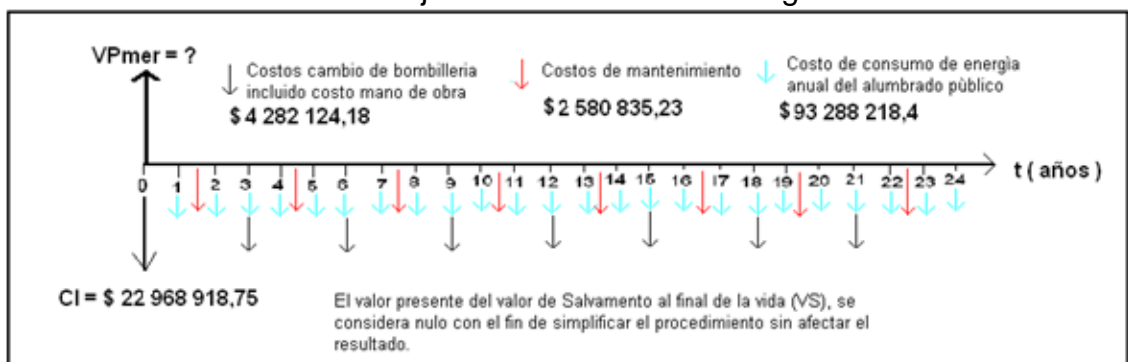 VPmer = ?
Costos cambio de bombilleria
incluido costo mano de obra
$ 4 282 124,18
Costos de mantenimiento
$ 2 580 835,23
Costo de consumo de energìa
anual del alumbrado pùblico
$ 93 288 218,4
0 1 2 3 4 5 6 7 8 9 10 11 12 13 14 15 16 17 18 19 20 21 22 23 24
t ( años )
CI = $ 22 968 918,75
El valor presente del valor de Salvamento al final de la vida (VS), se
considera nulo con el fin de simplificar el procedimiento sin afectar el
resultado.